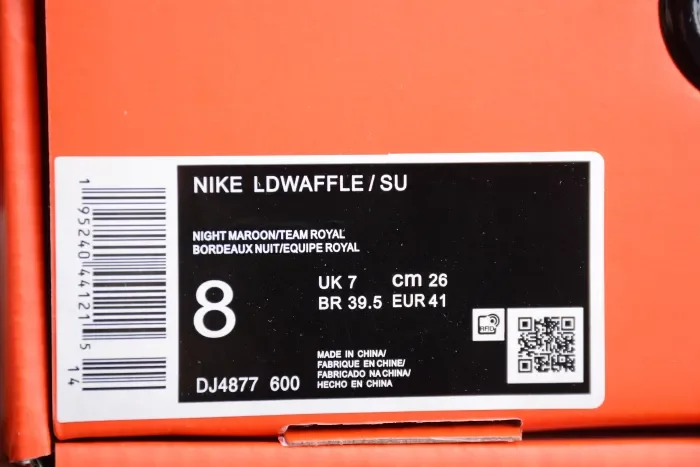 NIKE LDWAFFLE / SU
NIGHT MAROON/TEAM ROYAL
BORDEAUX NUIT/EQUIPE ROYAL
8
UK 7 cm 26
BR 39.5 EUR 41
RFID
MADE IN CHINA/
FABRIQUE EN CHINE/
FABRICADO NA CHINA/
HECHO EN CHINA
DJ4877 600
1 95240 44121 5
14